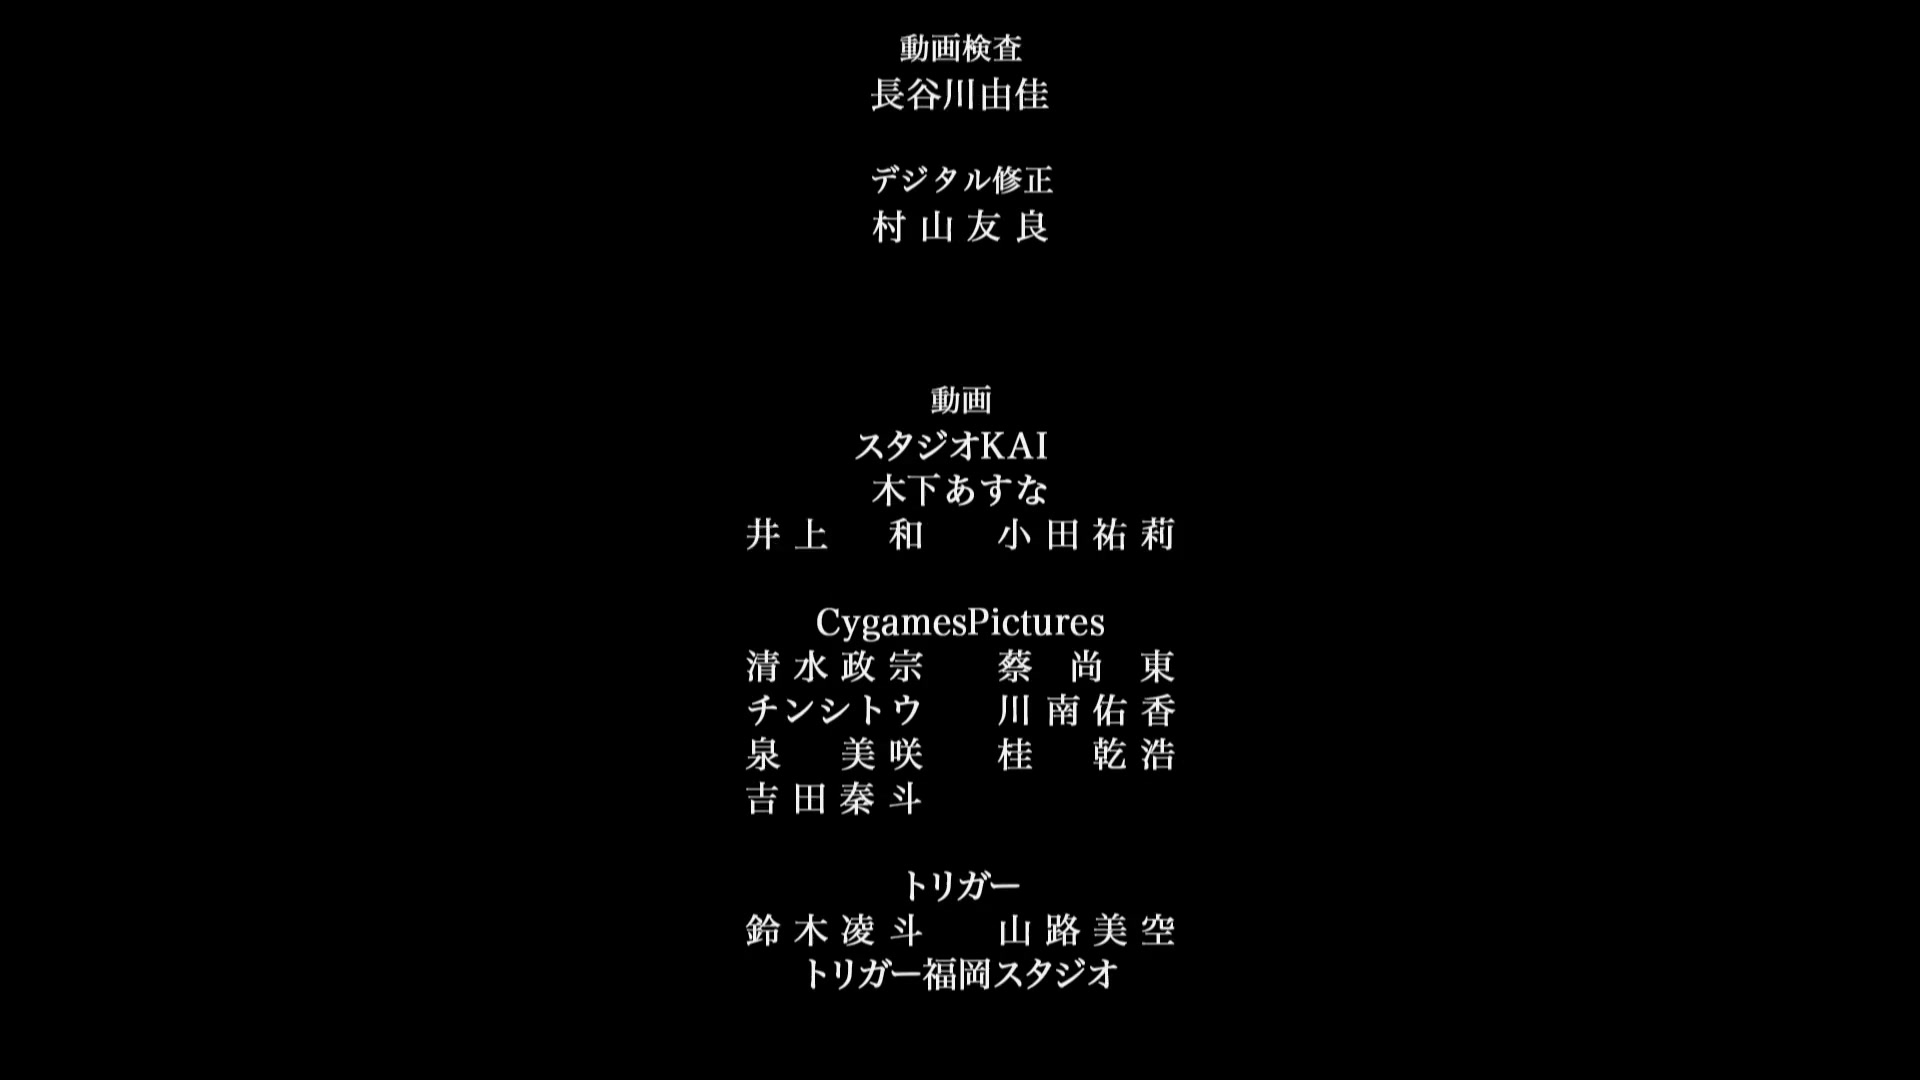 動画検査
長谷川由佳
デジタル修正
村山友良
動画
スタジオKAI
木下あすな
井上 和 小田祐莉
CygamesPictures
清水政宗 蔡尚東
チンシトウ 川南佑香
泉 美咲 桂 乾浩
吉田秦斗
トリガー
鈴木凌斗 山路美空
トリガー福岡スタジオ